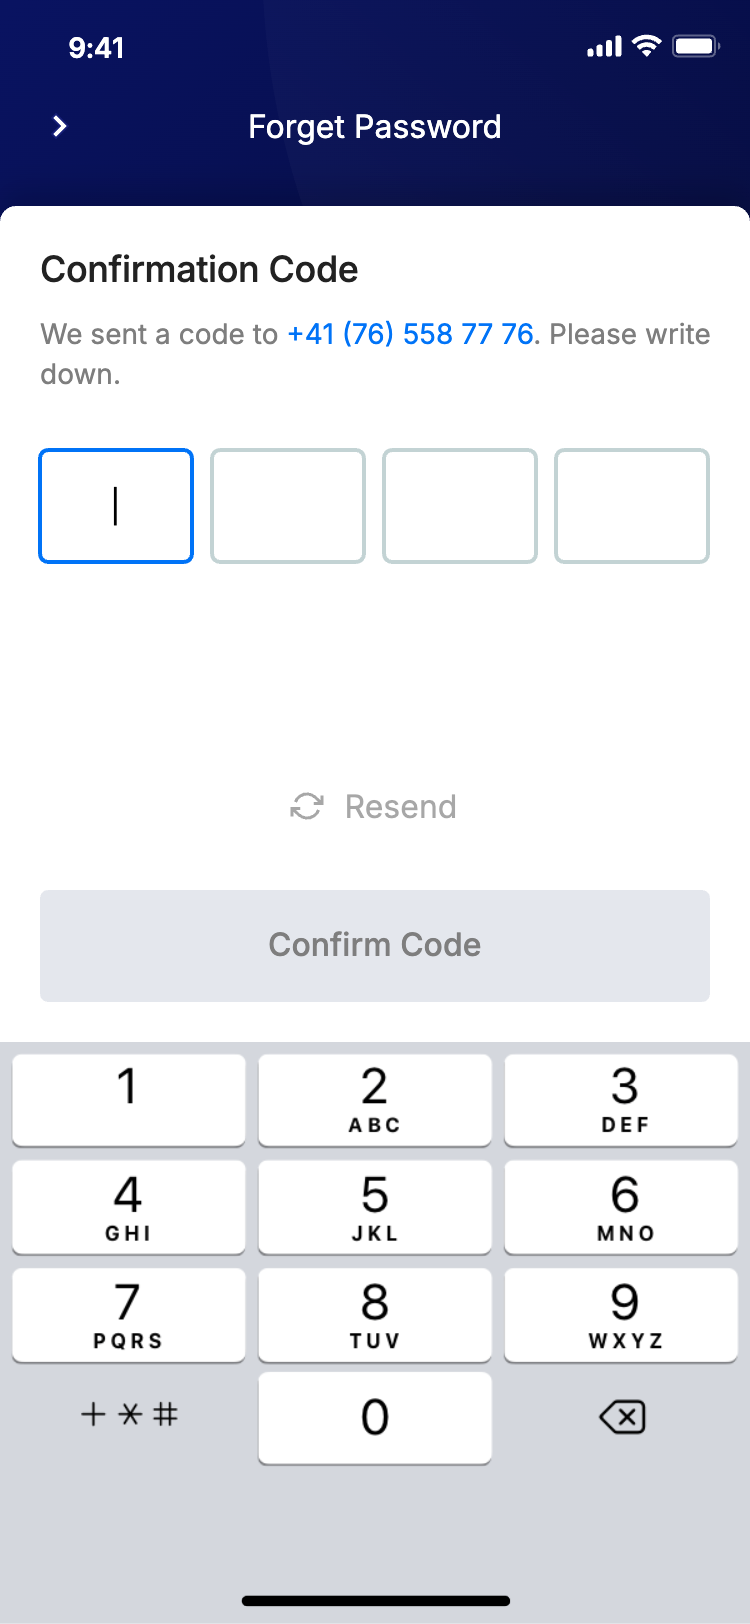 9:41
Forget Password
Confirmation Code
We sent a code to +41 (76) 558 77 76. Please write
down.
Resend
Confirm Code
1
2
ABC
3
DEF
4
GHI
5
JKL
6
MNO
7
PQRS
8
TUV
9
WXYZ
+*#
0